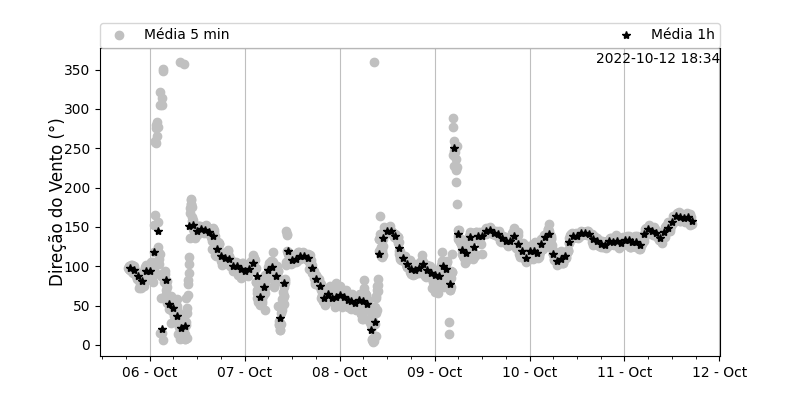 Média 5 min
Média 1h
2022-10-12 18:34
Direção do Vento (°)
350
300
250
200
150
100
50
0
06 - Oct
07 - Oct
08 - Oct
09 - Oct
10 - Oct
11 - Oct
12 - Oct